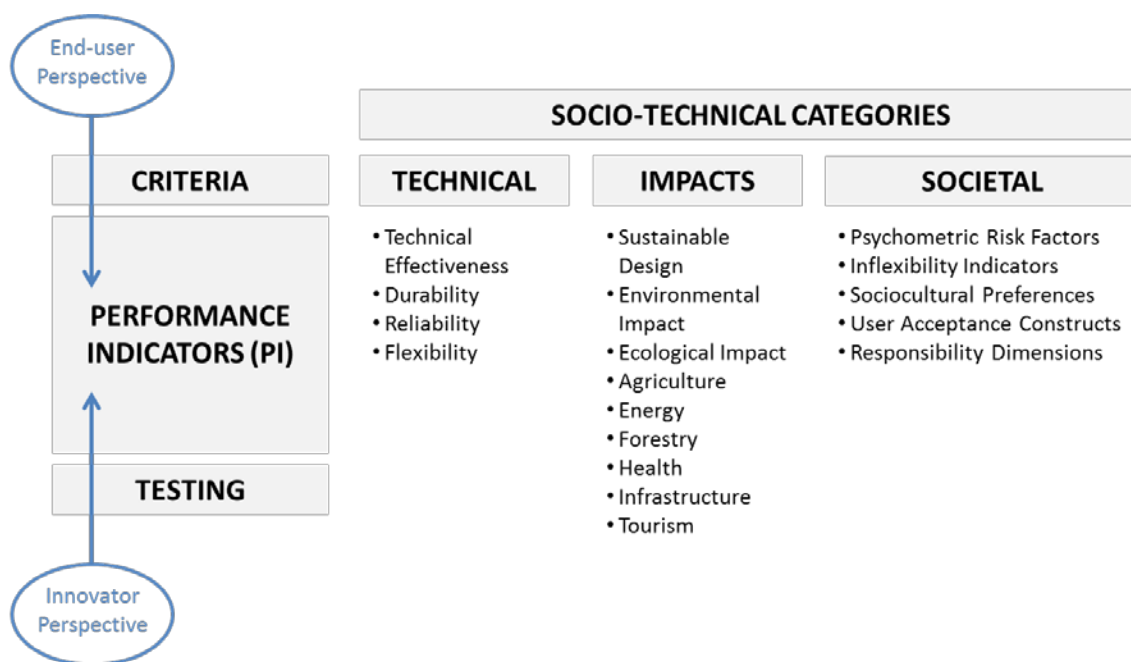 End-user
Perspective
SOCIO-TECHNICAL CATEGORIES
CRITERIA
TECHNICAL
IMPACTS
SOCIETAL
PERFORMANCE
INDICATORS (PI)
TESTING
• Technical
Effectiveness
• Durability
• Reliability
• Flexibility
• Sustainable
Design
• Environmental
Impact
• Ecological Impact
• Agriculture
• Energy
• Forestry
• Health
• Infrastructure
• Tourism
• Psychometric Risk Factors
• Inflexibility Indicators
• Sociocultural Preferences
• User Acceptance Constructs
• Responsibility Dimensions
Innovator
Perspective